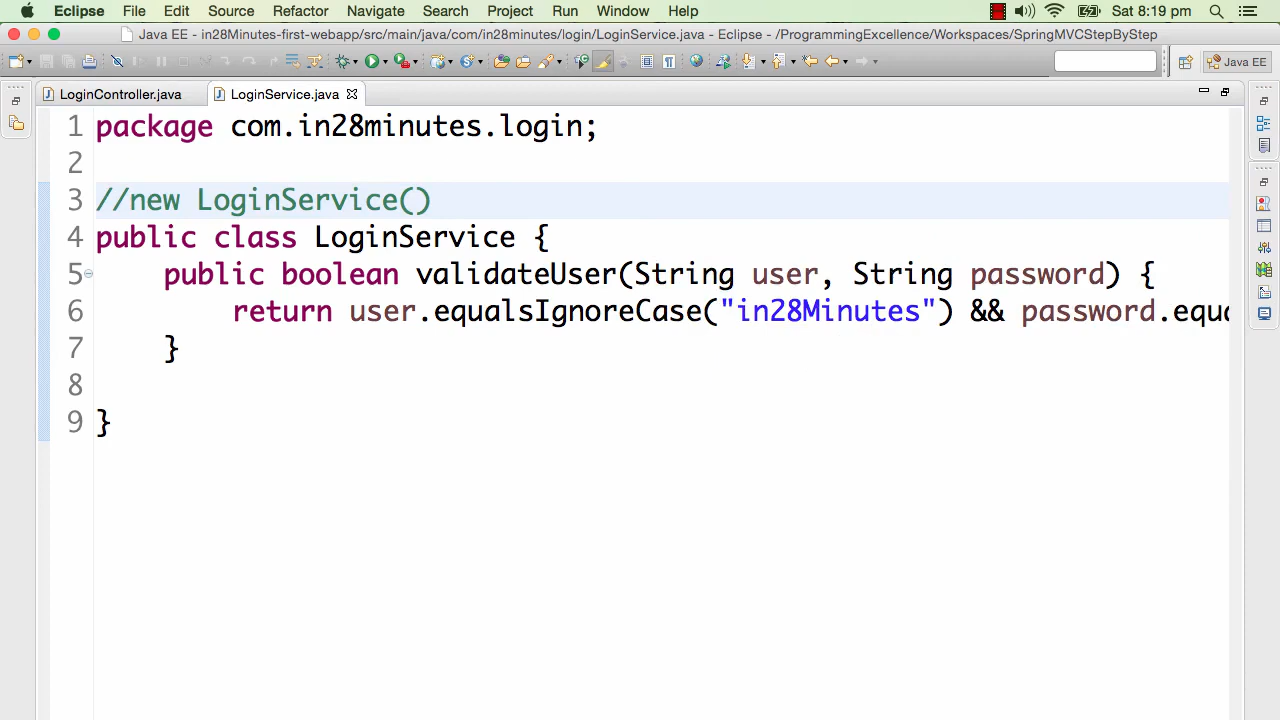 Eclipse File Edit Source Refactor Navigate Search Project Run Window Help Sat 8:19 pm
Java EE - in28Minutes-first-webapp/src/main/java/com/in28minutes/login/LoginService.java - Eclipse - /ProgrammingExcellence/Workspaces/SpringMVCStepByStep
Java EE
LoginController.java LoginService.java
1 package com.in28minutes.login;
2
3 //new LoginService()
4 public class LoginService {
5 public boolean validateUser(String user, String password) {
6 return user.equalsIgnoreCase("in28Minutes") && password.equa
7 }
8
9 }